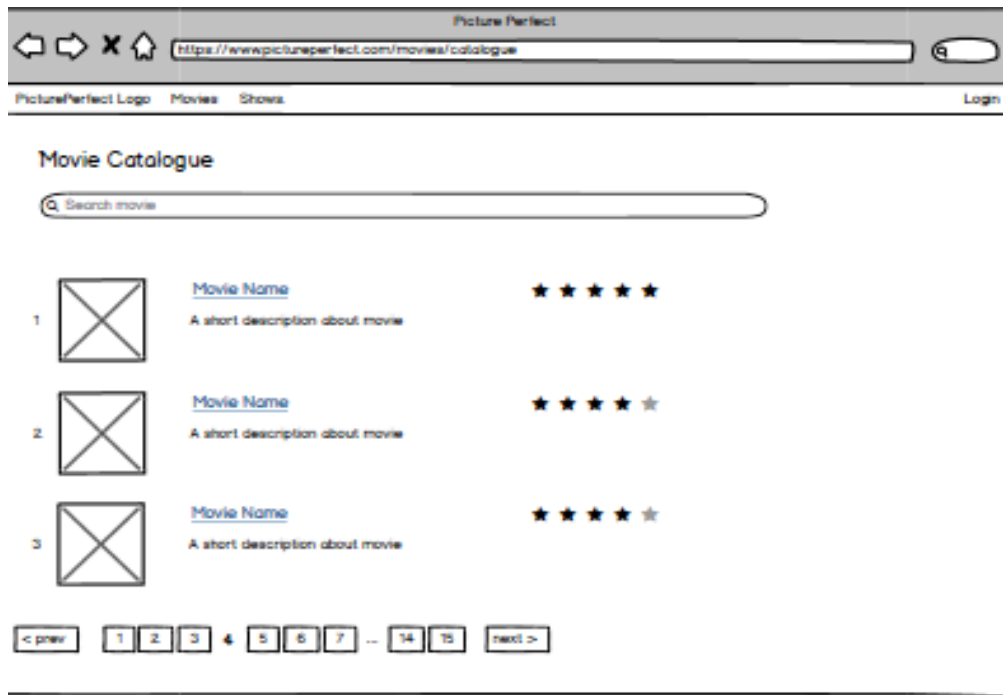 Picture Perfect
https://www.pictureperfect.com/movies/catalogue
PicturePerfect Logo Movies Shows Login
Movie Catalogue
Search movie
Movie Name
1 A short description about movie
Movie Name
2 A short description about movie
Movie Name
3 A short description about movie
< prev 1 2 3 4 5 6 7 ... 14 15 next >